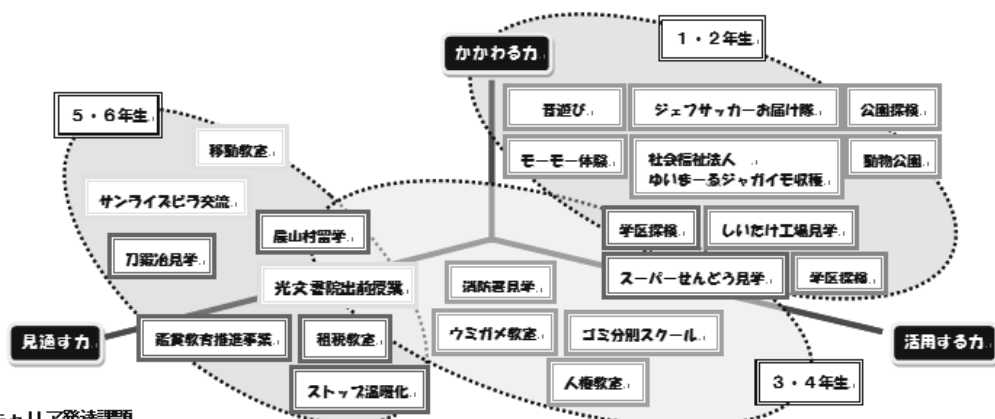 かかわる力
1・2年生
5・6年生
音遊び
ジェフサッカーお届け隊
公園探検
移動教室
モーモー体験
社会福祉法人
ゆいまーるジャガイモ収穫
動物公園
サンライズビラ交流
農山村留学
学区探検
しいたけ工場見学
刀鍛冶見学
光文書院出前授業
消防署見学
スーパーせんどう見学
学区探検
見通す力
鑑賞教育推進事業
租税教室
ウミガメ教室
ゴミ分別スクール
活用する力
ストップ温暖化
人権教室
3・4年生
キャリア発達課題